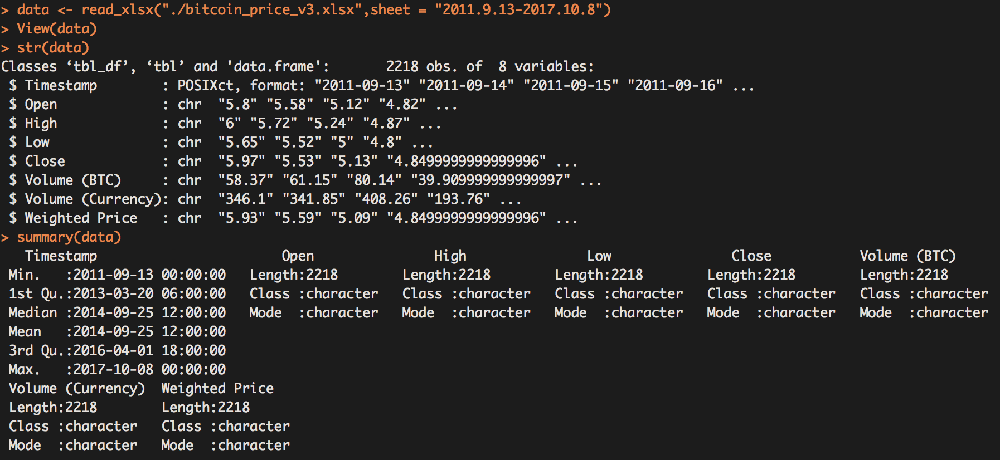 > data <- read_xlsx("./bitcoin_price_v3.xlsx",sheet = "2011.9.13-2017.10.8")
> View(data)
> str(data)
Classes ‘tbl_df’, ‘tbl’ and 'data.frame':	2218 obs. of  8 variables:
 $ Timestamp        : POSIXct, format: "2011-09-13" "2011-09-14" "2011-09-15" "2011-09-16" ...
 $ Open             : chr  "5.8" "5.58" "5.12" "4.82" ...
 $ High             : chr  "6" "5.72" "5.24" "4.87" ...
 $ Low              : chr  "5.65" "5.52" "5" "4.8" ...
 $ Close            : chr  "5.97" "5.53" "5.13" "4.8499999999999996" ...
 $ Volume (BTC)     : chr  "58.37" "61.15" "80.14" "39.909999999999997" ...
 $ Volume (Currency): chr  "346.1" "341.85" "408.26" "193.76" ...
 $ Weighted Price   : chr  "5.93" "5.59" "5.09" "4.8499999999999996" ...
> summary(data)
   Timestamp                       Open               High               Low               Close           Volume (BTC)
 Min.   :2011-09-13 00:00:00   Length:2218        Length:2218        Length:2218        Length:2218        Length:2218
 1st Qu.:2013-03-20 06:00:00   Class :character   Class :character   Class :character   Class :character   Class :character
 Median :2014-09-25 12:00:00   Mode  :character   Mode  :character   Mode  :character   Mode  :character   Mode  :character
 Mean   :2014-09-25 12:00:00
 3rd Qu.:2016-04-01 18:00:00
 Max.   :2017-10-08 00:00:00
 Volume (Currency)  Weighted Price
 Length:2218        Length:2218
 Class :character   Class :character
 Mode  :character   Mode  :character